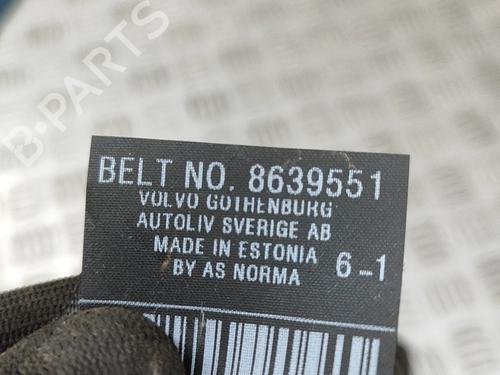 B-PARTS
BELT NO. 8639551
VOLVO GOTHENBURG
AUTOLIV SVERIGE AB
MADE IN ESTONIA
BY AS NORMA 6-1